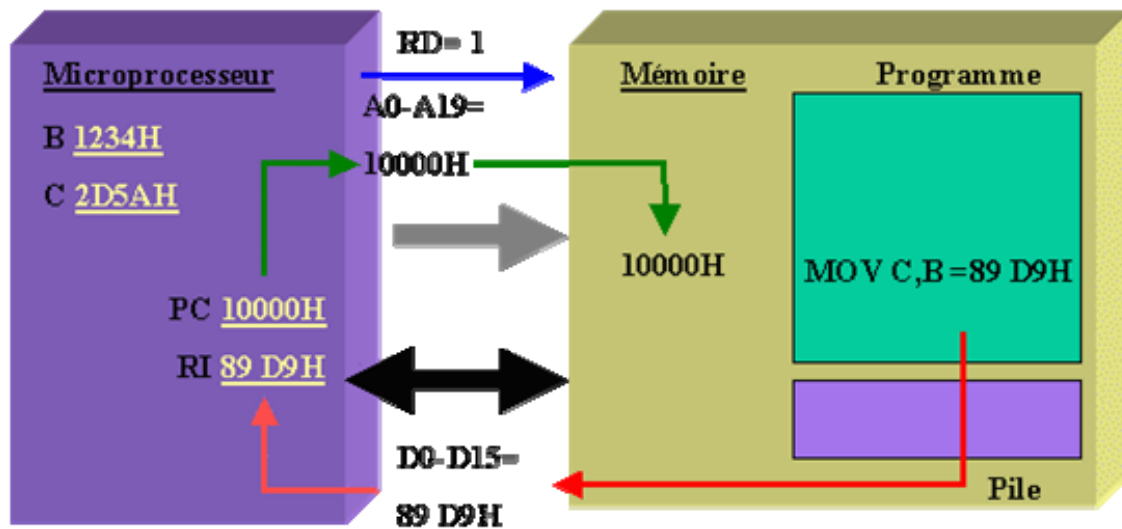 Microprocesseur
B 1234H
C 2D5AH
PC 10000H
RI 89 D9H
RD= 1
A0-A19=
10000H
D0-D15=
89 D9H
Mémoire
Programme
10000H
MOV C,B =89 D9H
Pile